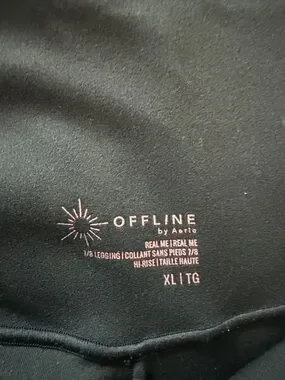 OFFLINE
by Aerie
REAL ME | REAL ME
7/8 LEGGING | COLLANT SANS PIEDS 7/8
HI-RISE | TAILLE HAUTE
XL | TG